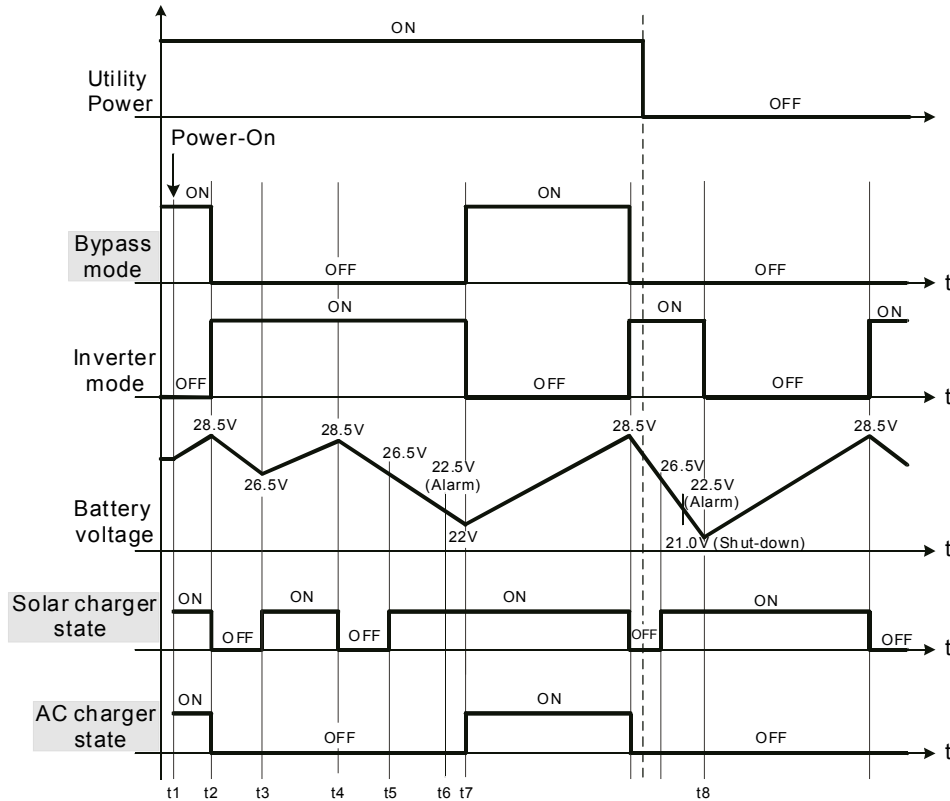 ON
Utility
Power
OFF
Power-On
ON
ON
Bypass
mode
OFF
OFF
t
ON
ON
ON
Inverter
mode
OFF
OFF
OFF
t
28.5V
28.5V
28.5V
28.5V
26.5V
26.5V
26.5V
22.5V
(Alarm)
22.5V
(Alarm)
Battery
voltage
22V
21.0V (Shut-down)
t
Solar charger
state
ON
ON
ON
ON
OFF
OFF
OFF
OFF
t
AC charger
state
ON
ON
OFF
OFF
t
t1 t2 t3 t4 t5 t6 t7 t8